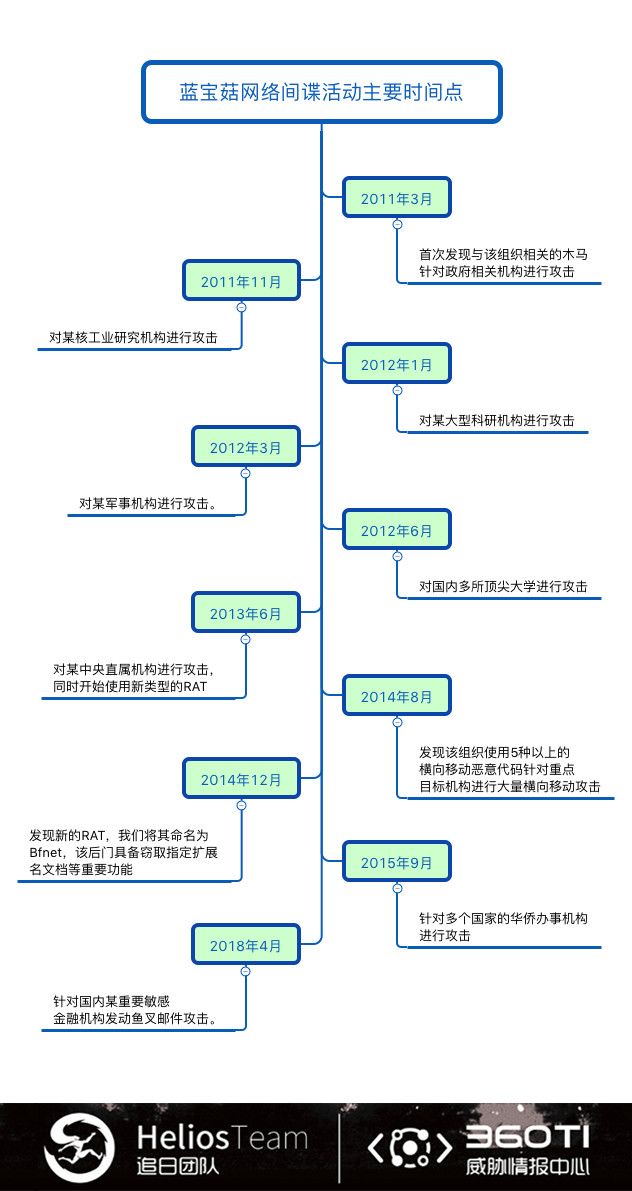 蓝宝菇网络间谍活动主要时间点
2011年3月
首次发现与该组织相关的木马
针对政府相关机构进行攻击
2011年11月
对某核工业研究机构进行攻击
2012年1月
对某大型科研机构进行攻击
2012年3月
对某军事机构进行攻击。
2012年6月
对国内多所顶尖大学进行攻击
2013年6月
对某中央直属机构进行攻击，
同时开始使用新类型的RAT
2014年8月
发现该组织使用5种以上的
横向移动恶意代码针对重点
目标机构进行大量横向移动攻击
2014年12月
发现新的RAT，我们将其命名为
Bfnet，该后门具备窃取指定扩展
名文档等重要功能
2015年9月
针对多个国家的华侨办事机构
进行攻击
2018年4月
针对国内某重要敏感
金融机构发动鱼叉邮件攻击。
HeliosTeam
追日团队
360TI
威胁情报中心